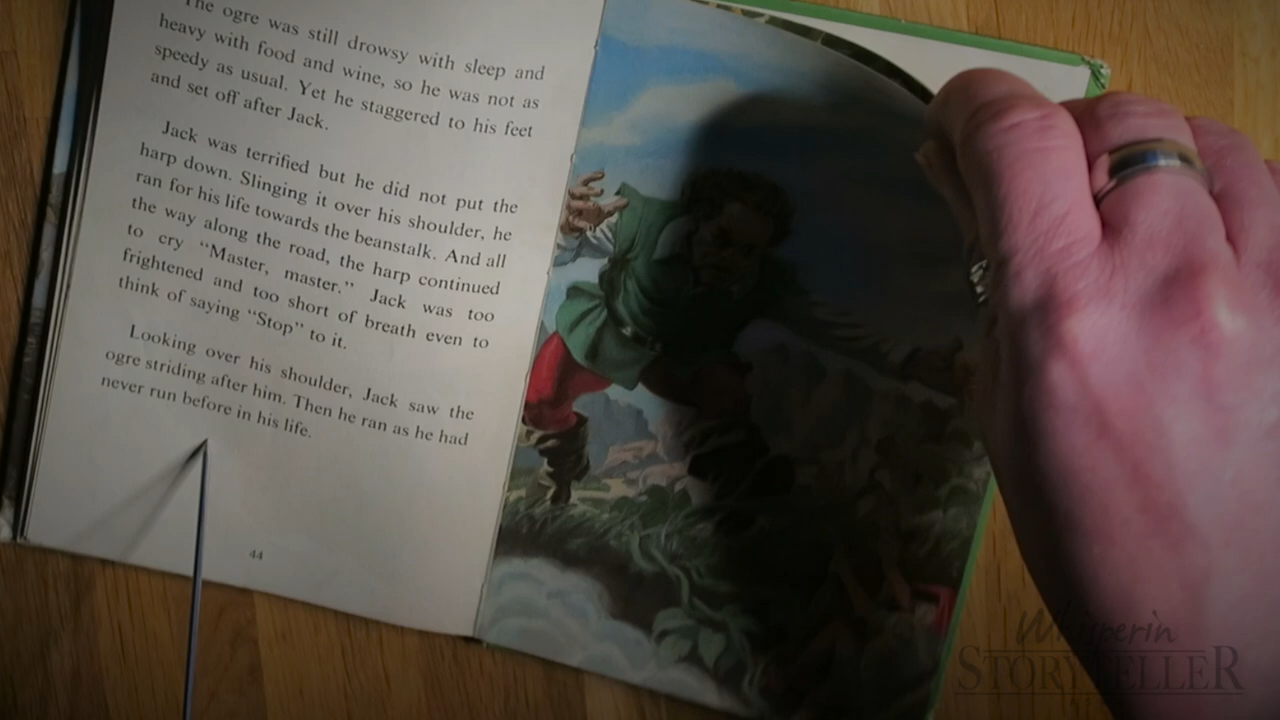 The ogre was still drowsy with sleep and
heavy with food and wine, so he was not as
speedy as usual. Yet he staggered to his feet
and set off after Jack.
Jack was terrified but he did not put the
harp down. Slinging it over his shoulder, he
ran for his life towards the beanstalk. And all
the way along the road, the harp continued
to cry “Master, master.” Jack was too
frightened and too short of breath even to
think of saying “Stop” to it.
Looking over his shoulder, Jack saw the
ogre striding after him. Then he ran as he had
never run before in his life.
44
Whisperin
STORYTELLER